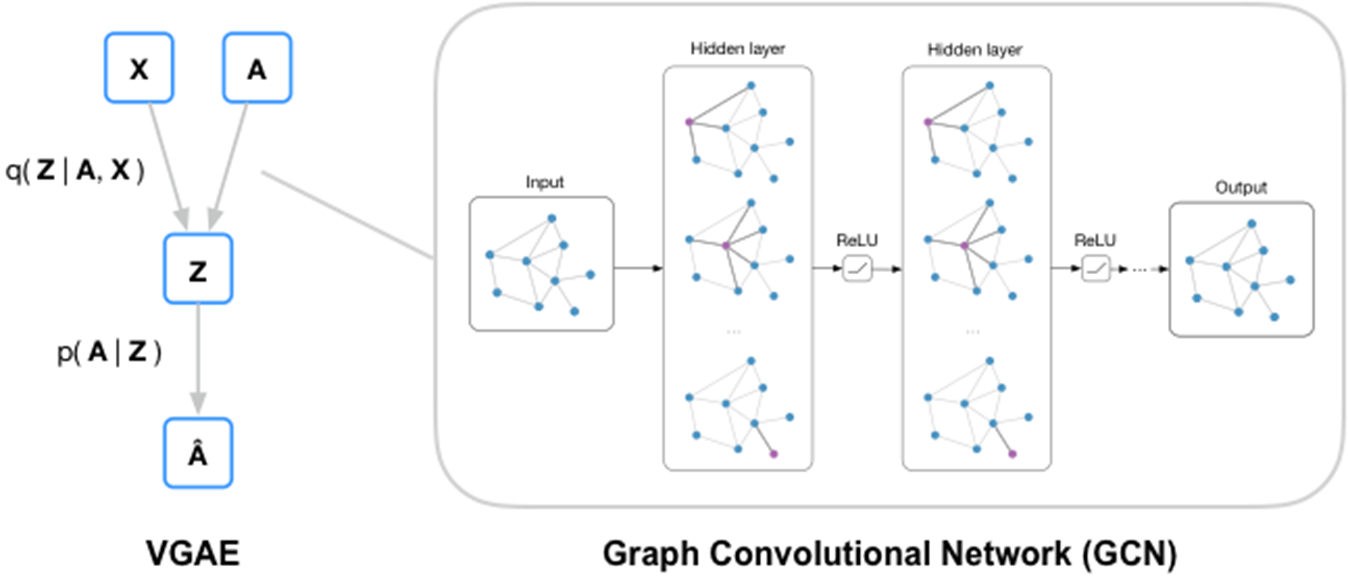 X
A
q( Z | A, X )
Z
p( A | Z )
Â
VGAE
Hidden layer
Hidden layer
Input
Output
ReLU
ReLU
...
...
...
Graph Convolutional Network (GCN)